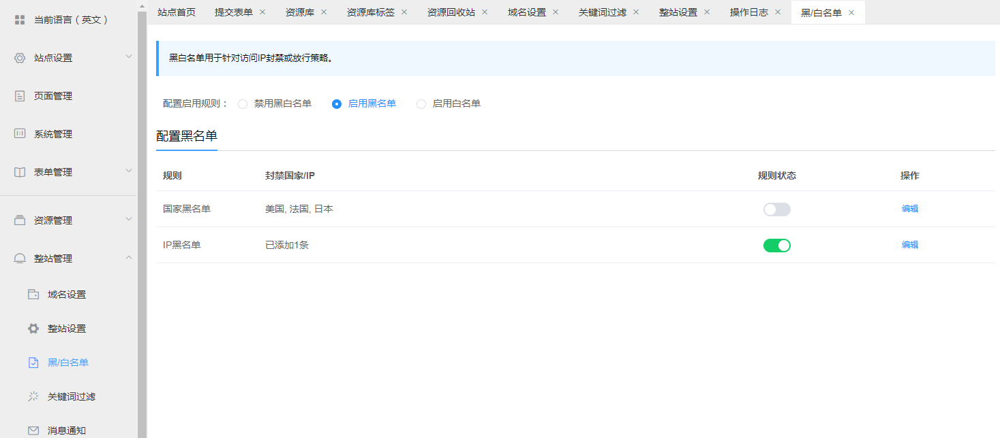 当前语言（英文）
站点设置
页面管理
系统管理
表单管理
资源管理
整站管理
域名设置
整站设置
黑/白名单
关键词过滤
消息通知
站点首页 提交表单 资源库 资源库标签 资源回收站 域名设置 关键词过滤 整站设置 操作日志 黑/白名单
黑白名单用于针对访问IP封禁或放行策略。
配置启用规则： 禁用黑白名单 启用黑名单 启用白名单
配置黑名单
规则 封禁国家/IP 规则状态 操作
国家黑名单 美国, 法国, 日本 编辑
IP黑名单 已添加1条 编辑